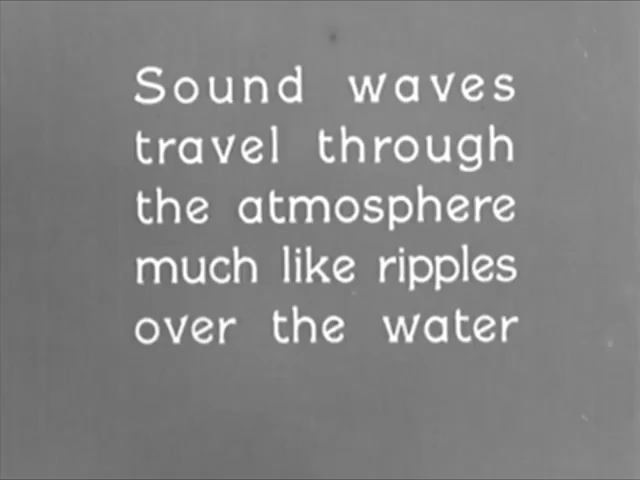 Sound waves
travel through
the atmosphere
much like ripples
over the water